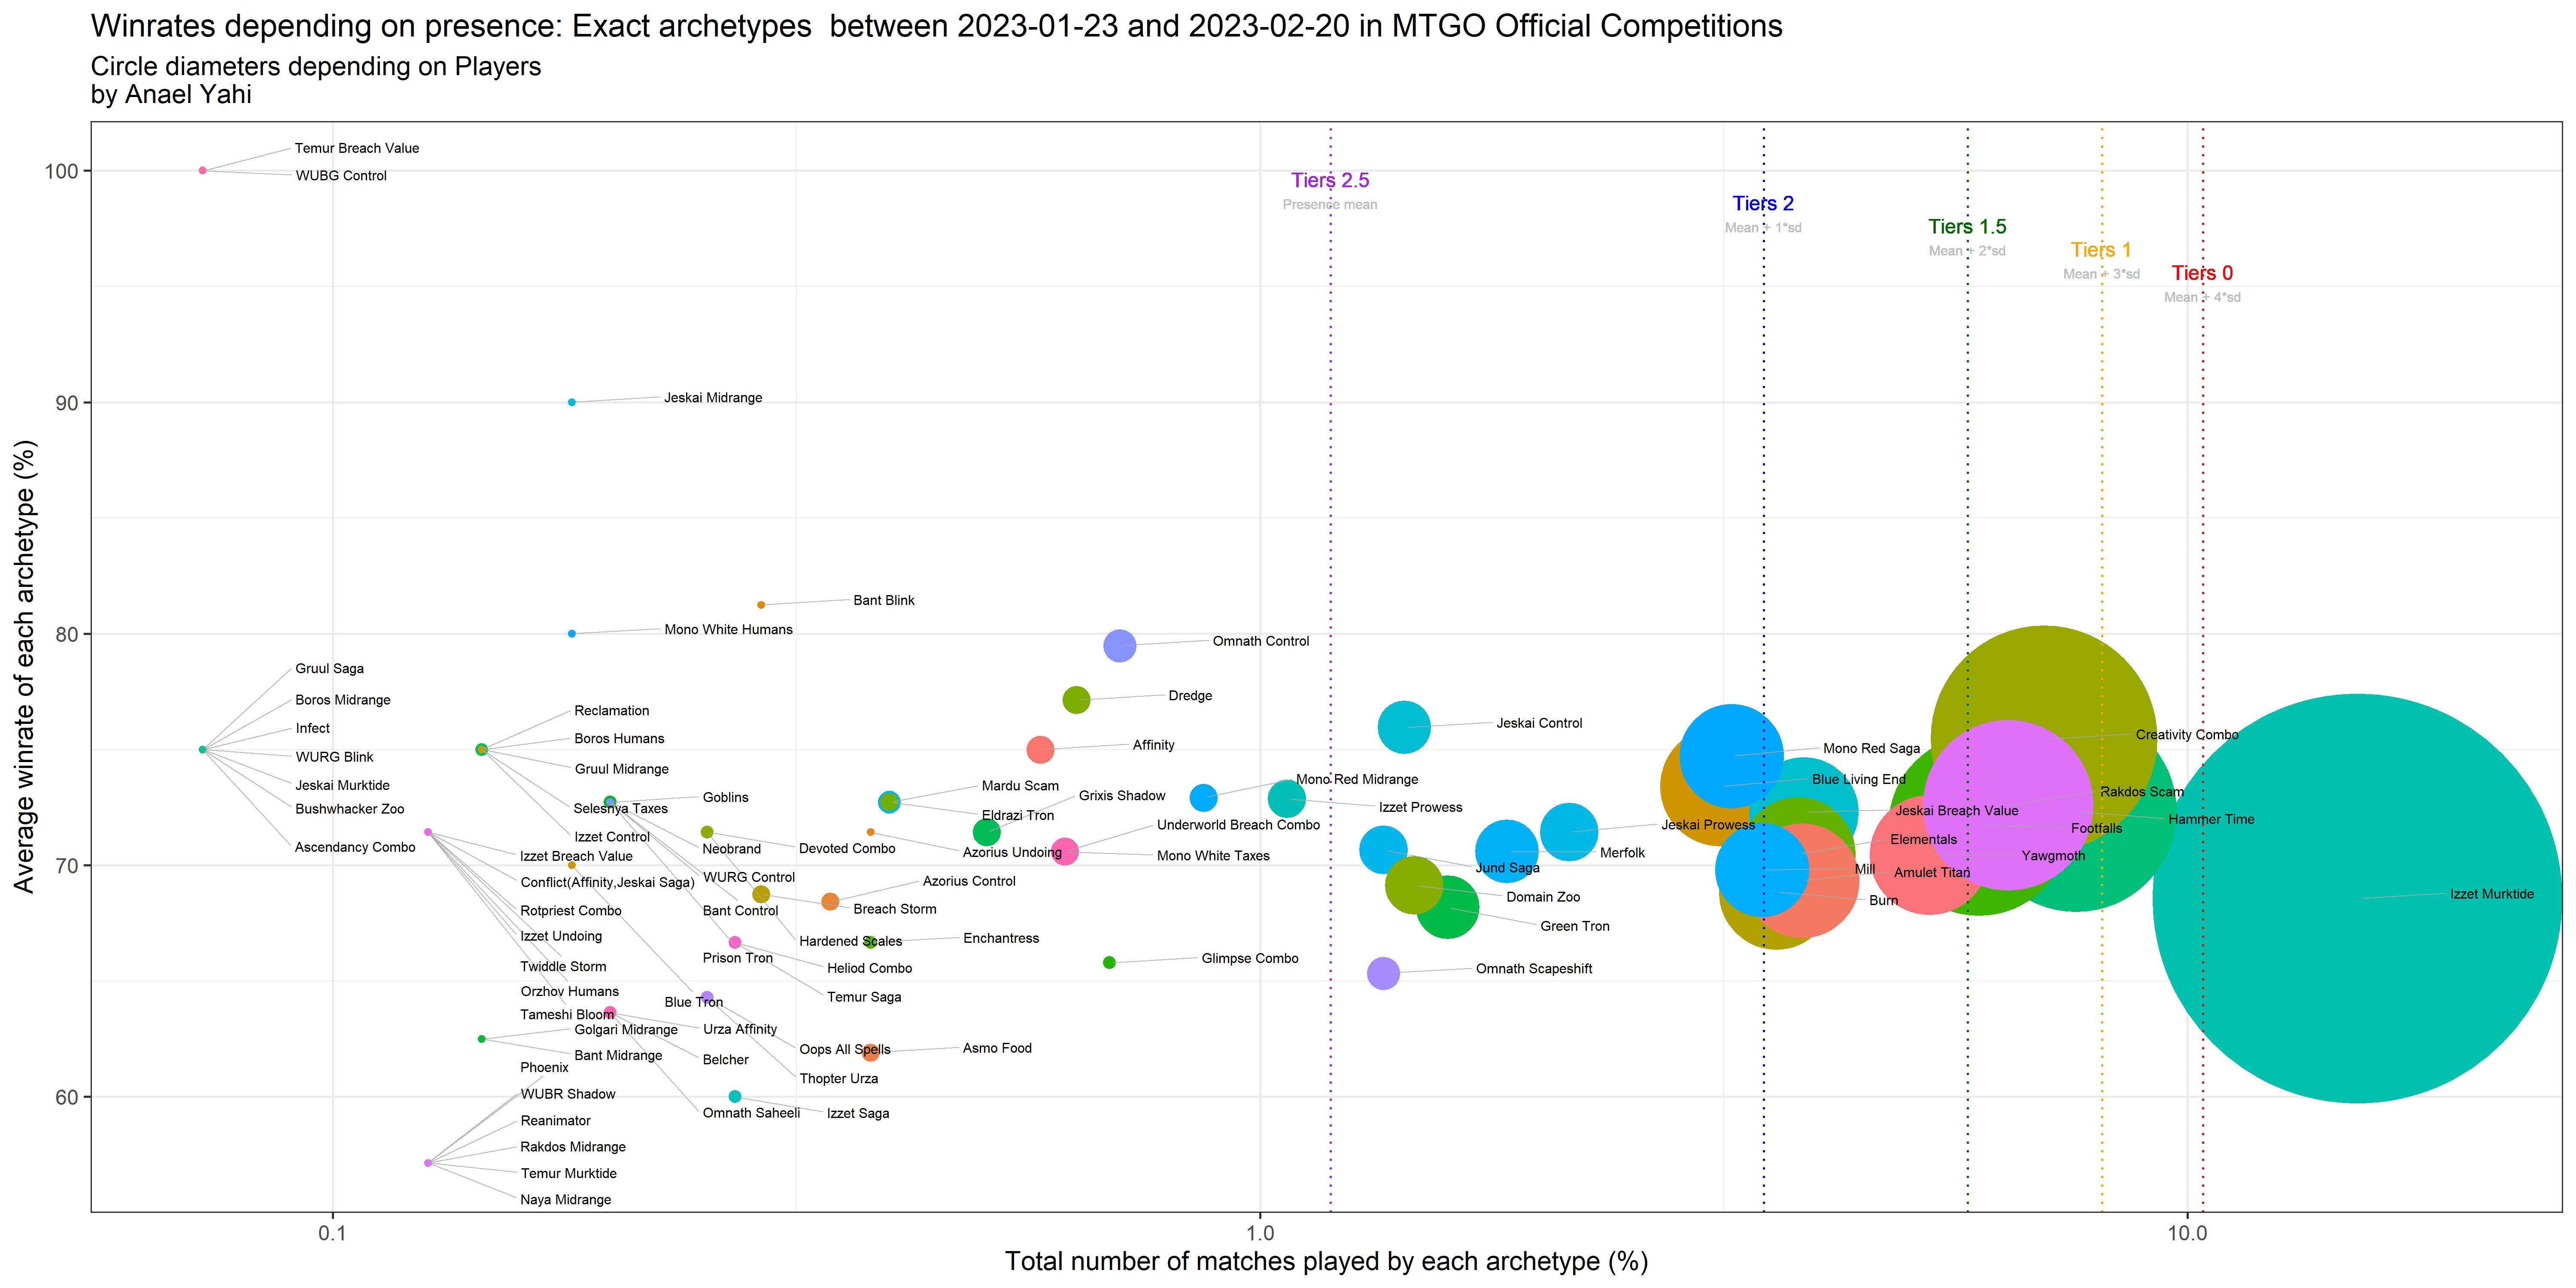 Winrates depending on presence: Exact archetypes  between 2023-01-23 and 2023-02-20 in MTGO Official Competitions
Circle diameters depending on Players
by Anael Yahi
Average winrate of each archetype (%)
100
90
80
70
60
Temur Breach Value
WUBG Control
Tiers 2.5
Presence mean
Tiers 2
Mean + 1*sd
Tiers 1.5
Mean + 2*sd
Tiers 1
Mean + 3*sd
Tiers 0
Mean + 4*sd
Jeskai Midrange
Bant Blink
Mono White Humans
Omnath Control
Gruul Saga
Boros Midrange
Infect
WURG Blink
Jeskai Murktide
Bushwhacker Zoo
Ascendancy Combo
Reclamation
Boros Humans
Gruul Midrange
Selesnya Taxes
Izzet Control
Dredge
Jeskai Control
Affinity
Creativity Combo
Mono Red Saga
Blue Living End
Mardu Scam
Eldrazi Tron
Mono Red Midrange
Grixis Shadow
Izzet Prowess
Rakdos Scam
Goblins
Jeskai Breach Value
Hammer Time
Underworld Breach Combo
Jeskai Prowess
Footfalls
Elementals
Neobrand
Devoted Combo
Azorius Undoing
Mono White Taxes
Merfolk
Yawgmoth
Izzet Breach Value
Jund Saga
Mill
Amulet Titan
Conflict(Affinity,Jeskai Saga)
WURG Control
Azorius Control
Izzet Murktide
Domain Zoo
Burn
Rotpriest Combo
Bant Control
Breach Storm
Green Tron
Izzet Undoing
Hardened Scales
Enchantress
Prison Tron
Glimpse Combo
Twiddle Storm
Heliod Combo
Omnath Scapeshift
Orzhov Humans
Blue Tron
Temur Saga
Tameshi Bloom
Golgari Midrange
Urza Affinity
Bant Midrange
Belcher
Oops All Spells
Asmo Food
Phoenix
Thopter Urza
WUBR Shadow
Omnath Saheeli
Izzet Saga
Reanimator
Rakdos Midrange
Temur Murktide
Naya Midrange
0.1
1.0
10.0
Total number of matches played by each archetype (%)